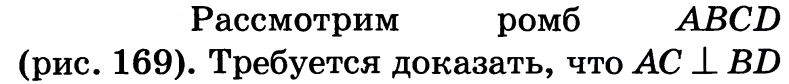 Рассмотрим ромб ABCD
(рис. 169). Требуется доказать, что AC ⊥ BD